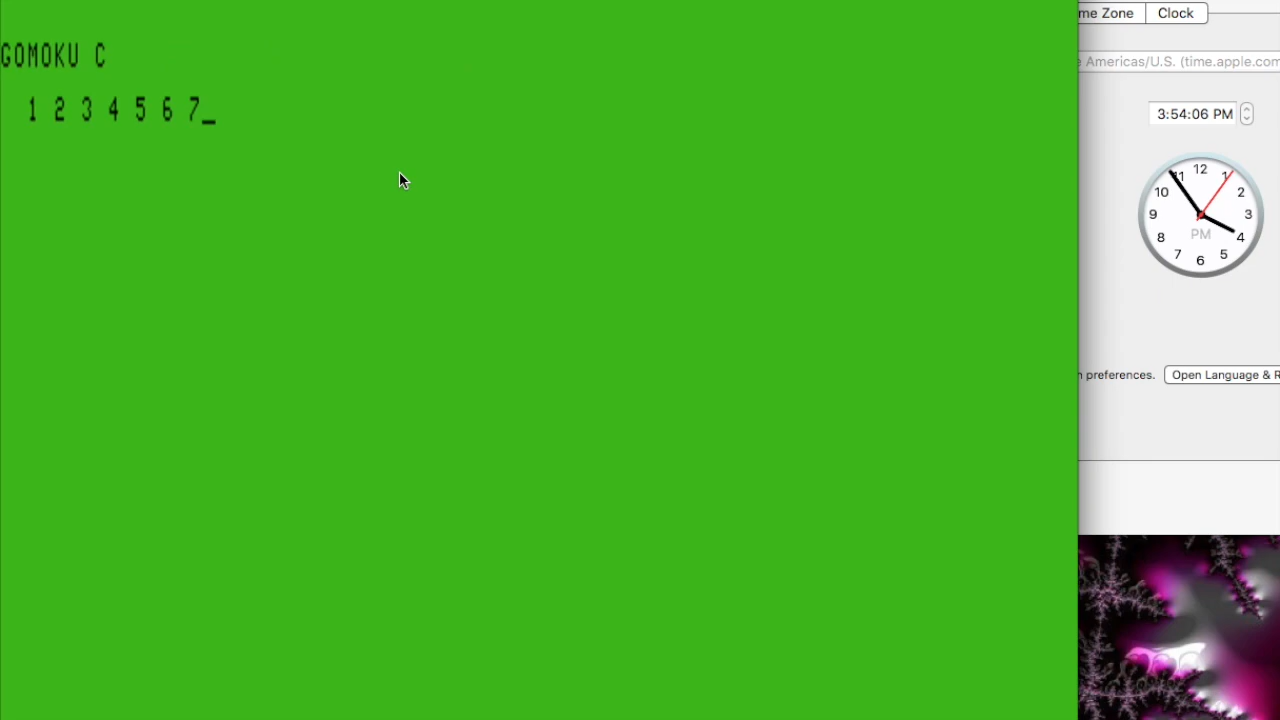 GOMOKU C
1 2 3 4 5 6 7_
me Zone Clock
Americas/U.S. (time.apple.com
3:54:06 PM
12
11 1
10 2
9 3
PM
8 4
7 5
6
preferences. Open Language & R